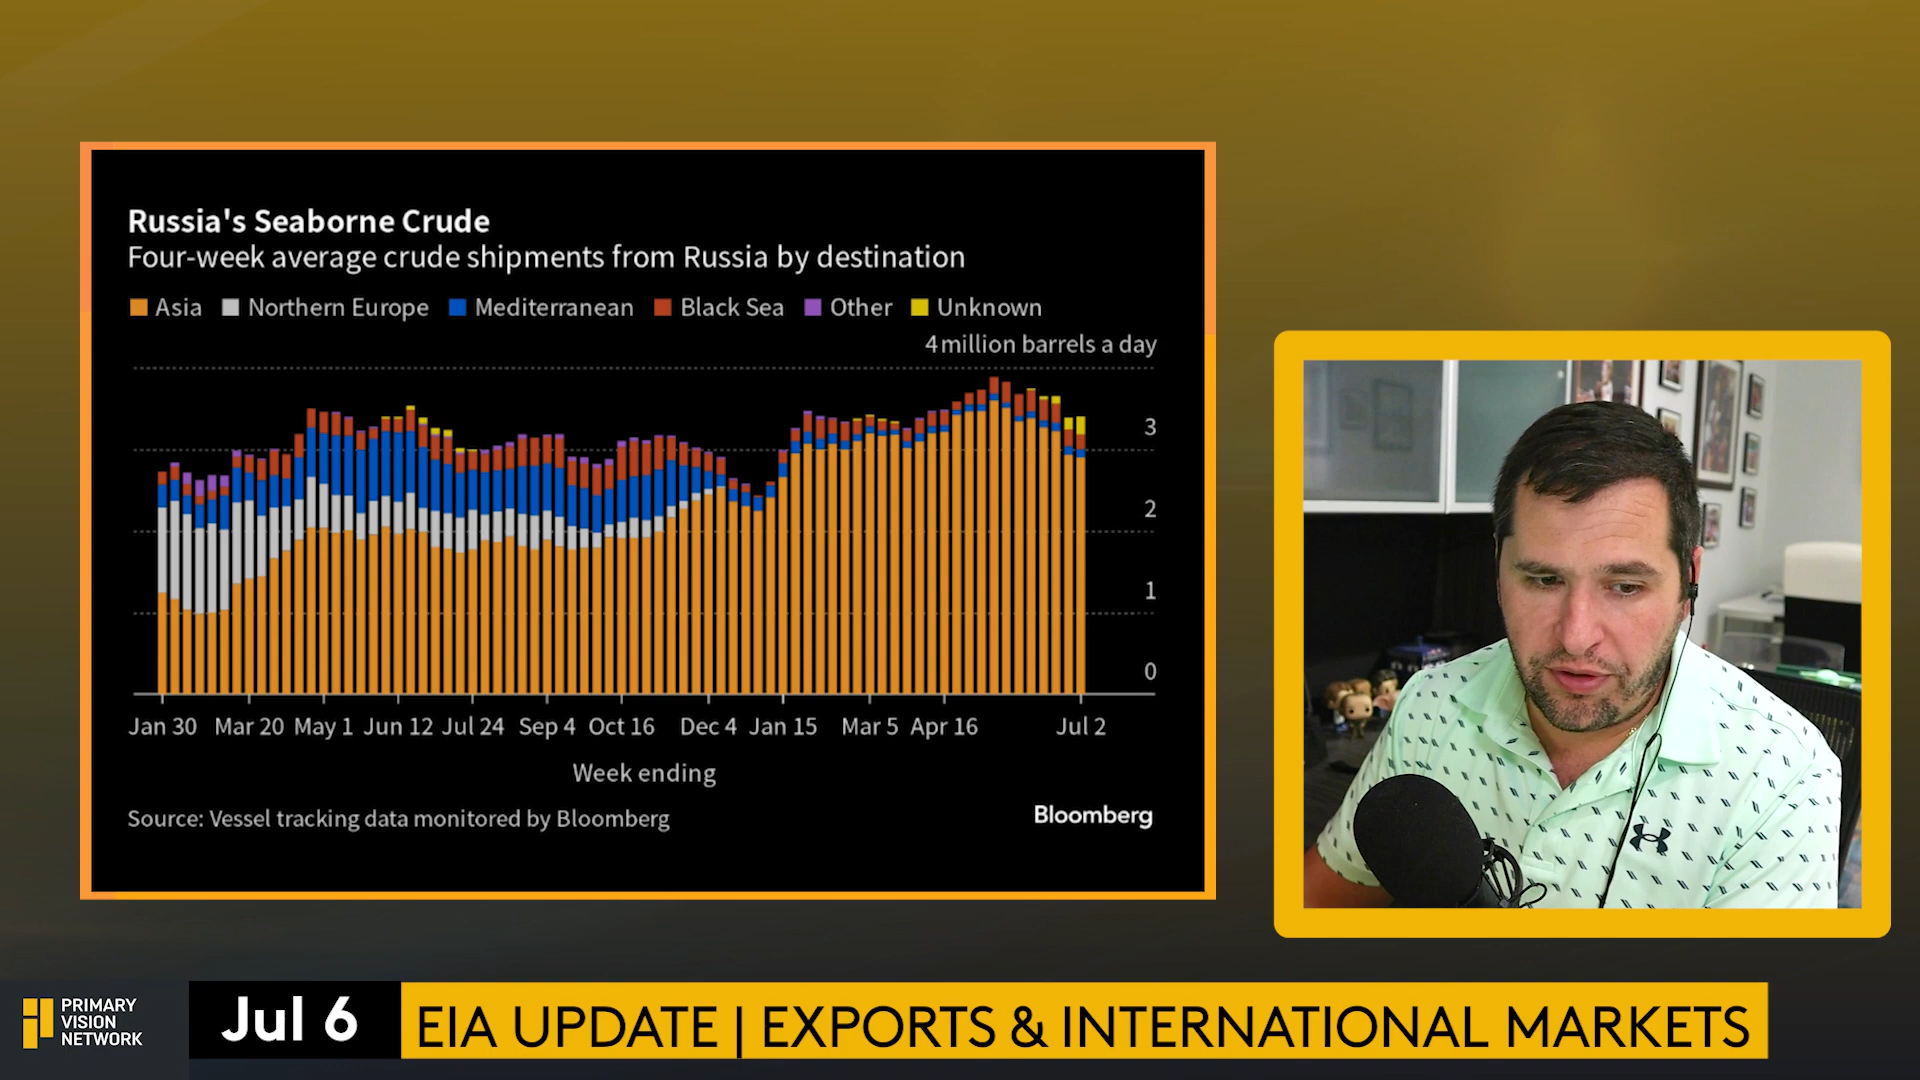 Russia's Seaborne Crude
Four-week average crude shipments from Russia by destination
Asia Northern Europe Mediterranean Black Sea Other Unknown
4 million barrels a day
3
2
1
0
Jan 30 Mar 20 May 1 Jun 12 Jul 24 Sep 4 Oct 16 Dec 4 Jan 15 Mar 5 Apr 16 Jul 2
Week ending
Source: Vessel tracking data monitored by Bloomberg
Bloomberg
PRIMARY
VISION
NETWORK
Jul 6
EIA UPDATE | EXPORTS & INTERNATIONAL MARKETS